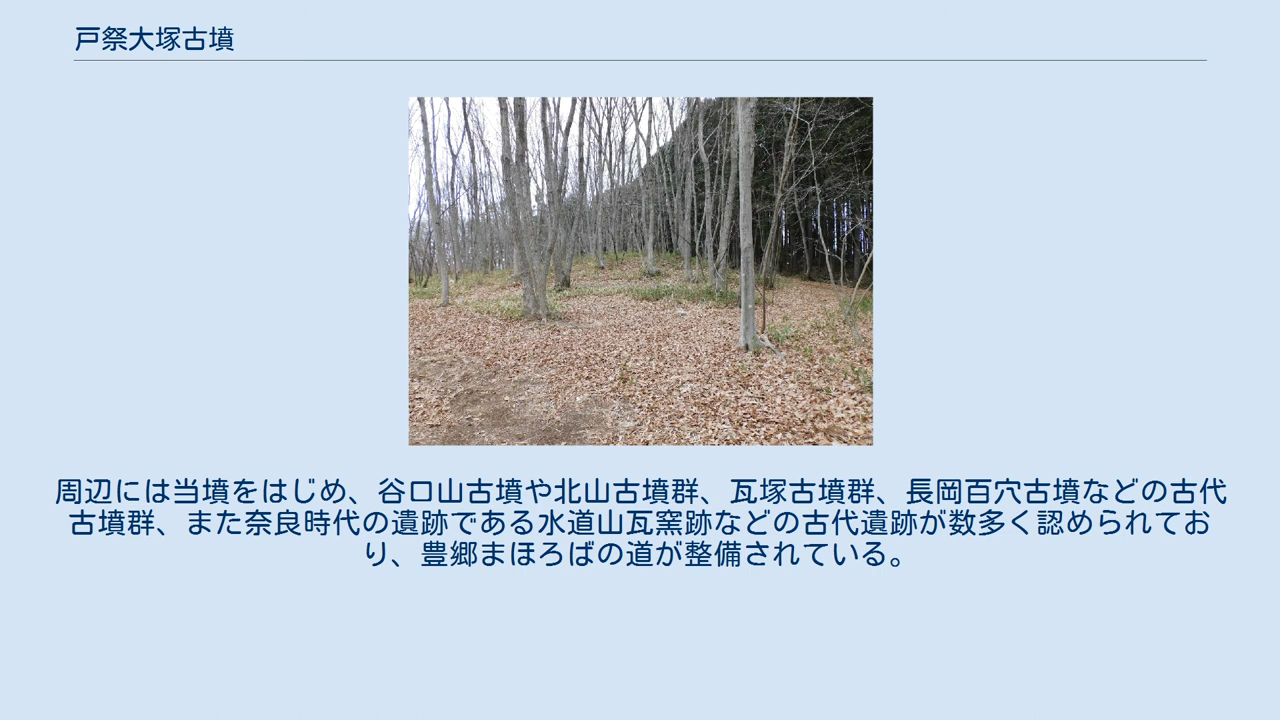 戸祭大塚古墳
周辺には当墳をはじめ、谷口山古墳や北山古墳群、瓦塚古墳群、長岡百穴古墳などの古代
古墳群、また奈良時代の遺跡である水道山瓦窯跡などの古代遺跡が数多く認められてお
り、豊郷まほろばの道が整備されている。